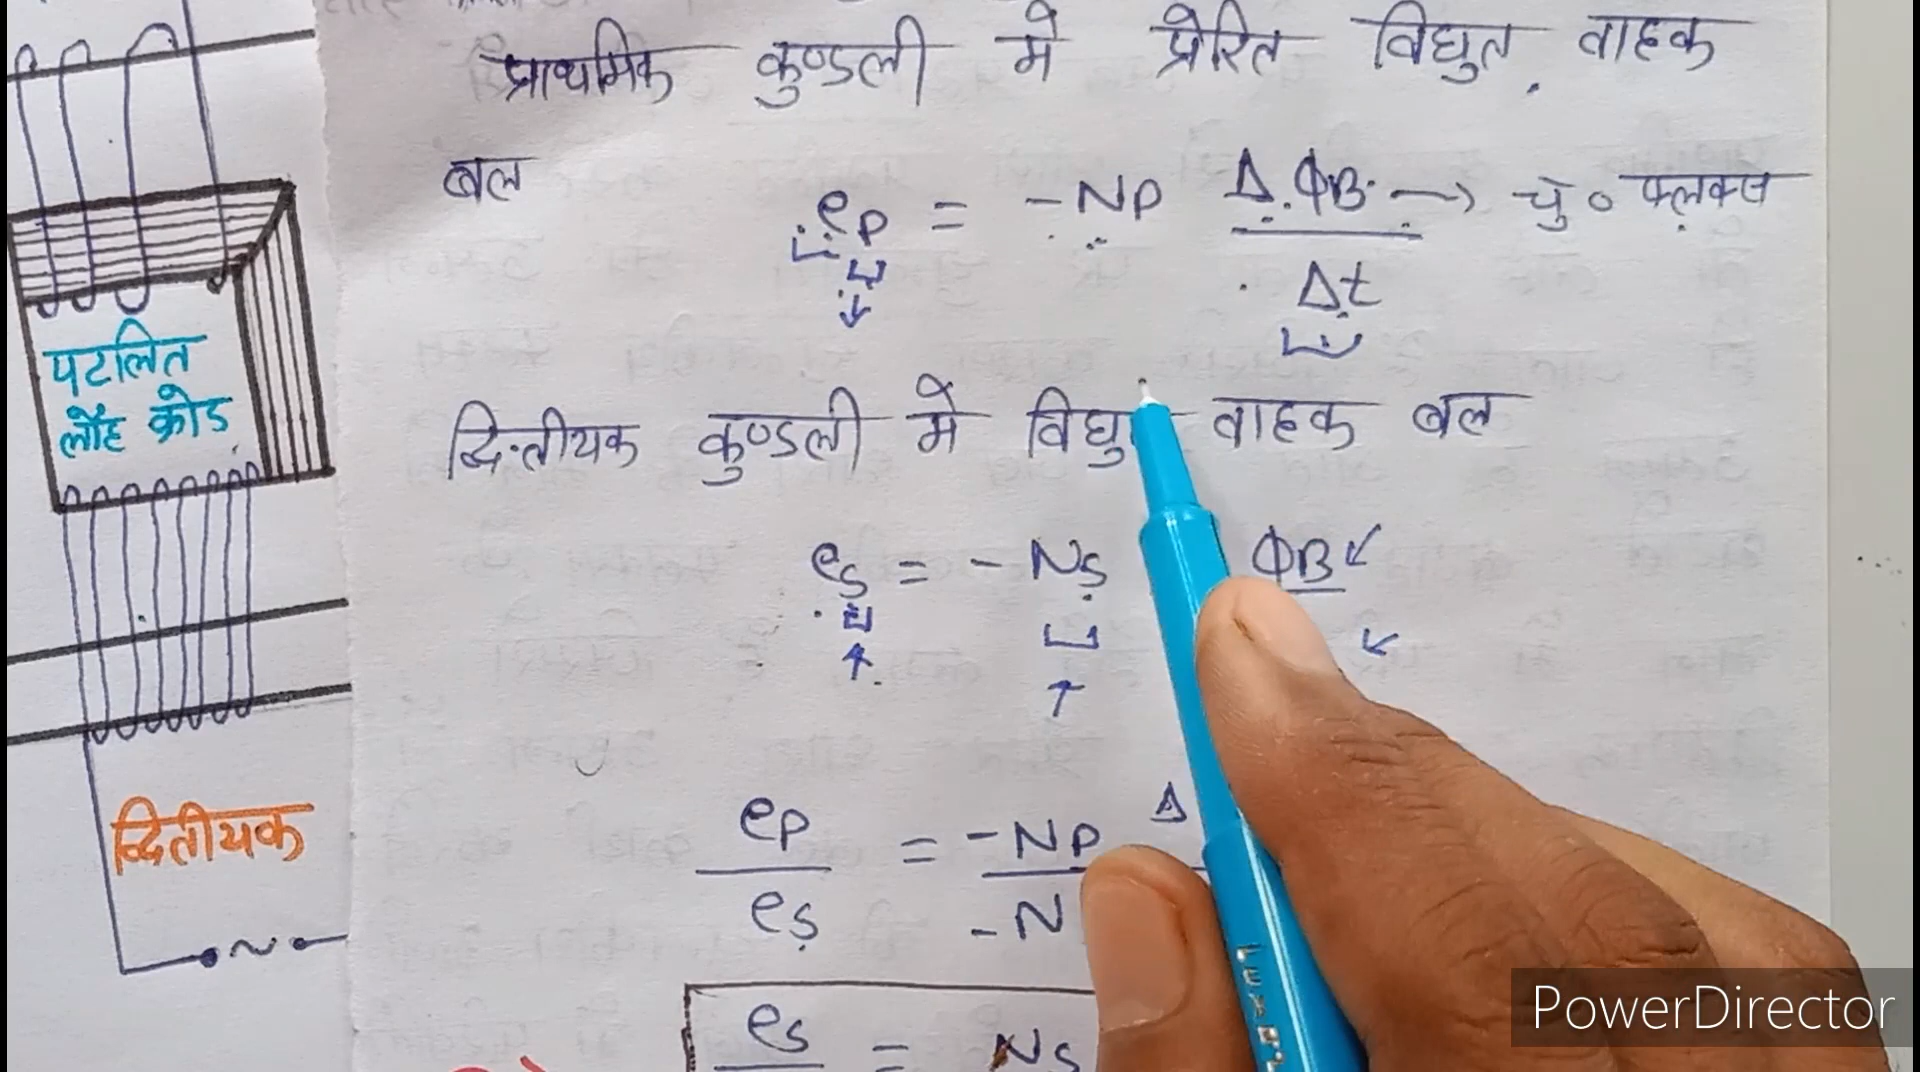 प्राथमिक कुण्डली मे प्रेरित विद्युत वाहक
बल
eP = -NP Δ ΦB → चु० फ्लक्स
Δt
द्वितीयक कुण्डली मे वाहक बल
es = -Ns ΦB
eP = -NP Δ
es -N
es = Ns
पटलित
लौह क्रोड
द्वितीयक
PowerDirector